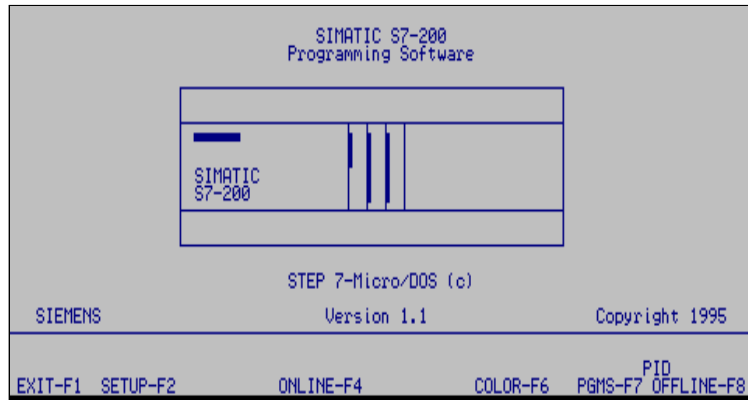 SIMATIC S7-200
Programming Software
SIMATIC
S7-200
STEP 7-Micro/DOS (c)
SIEMENS Version 1.1 Copyright 1995
PID
EXIT-F1 SETUP-F2 ONLINE-F4 COLOR-F6 PGMS-F7 OFFLINE-F8